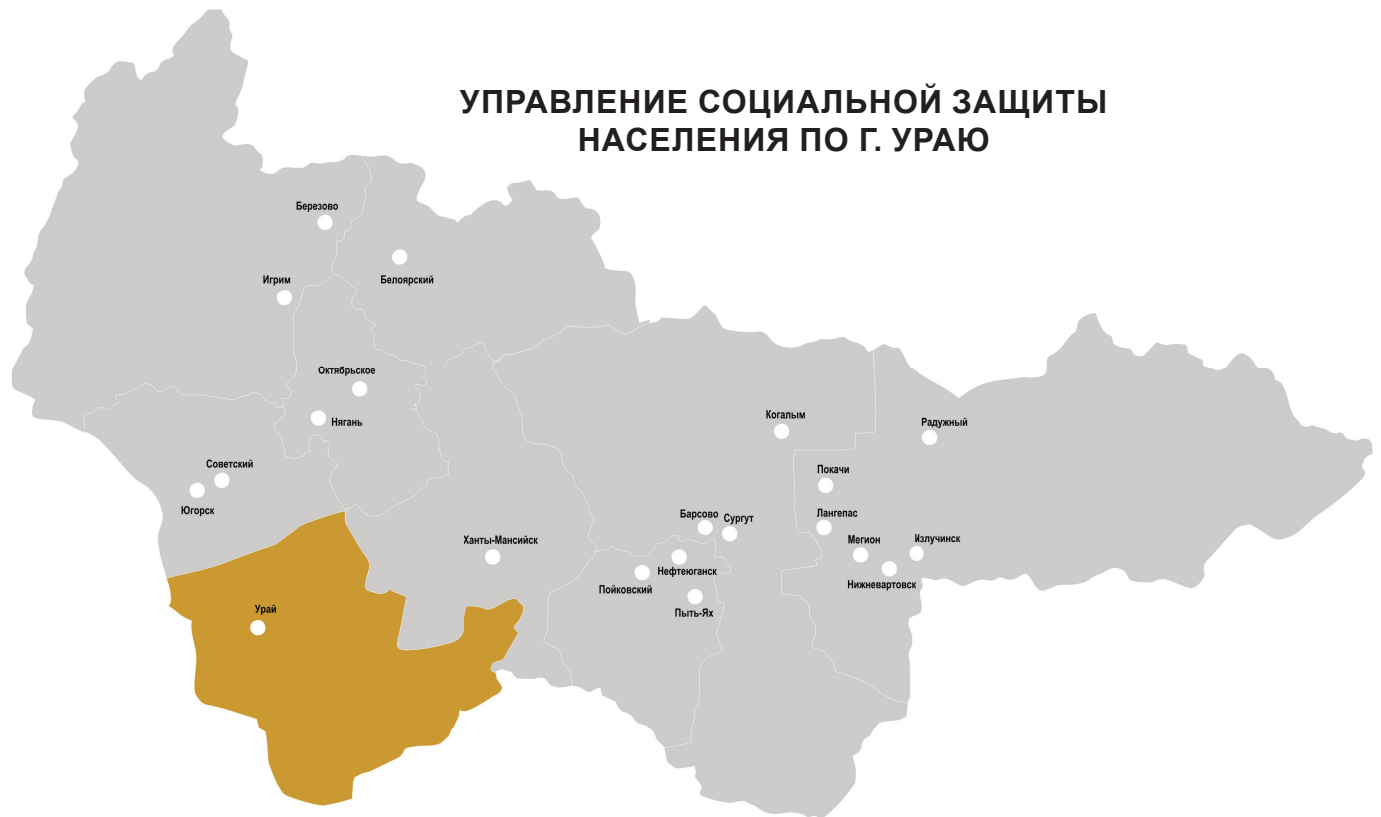 УПРАВЛЕНИЕ СОЦИАЛЬНОЙ ЗАЩИТЫ
НАСЕЛЕНИЯ ПО Г. УРАЮ
Березово
Белоярский
Игрим
Октябрьское
Нягань
Когалым
Радужный
Советский
Покачи
Югорск
Барсово
Сургут
Лангепас
Ханты-Мансийск
Мегион
Излучинск
Нефтеюганск
Нижневартовск
Пойковский
Урай
Пыть-Ях